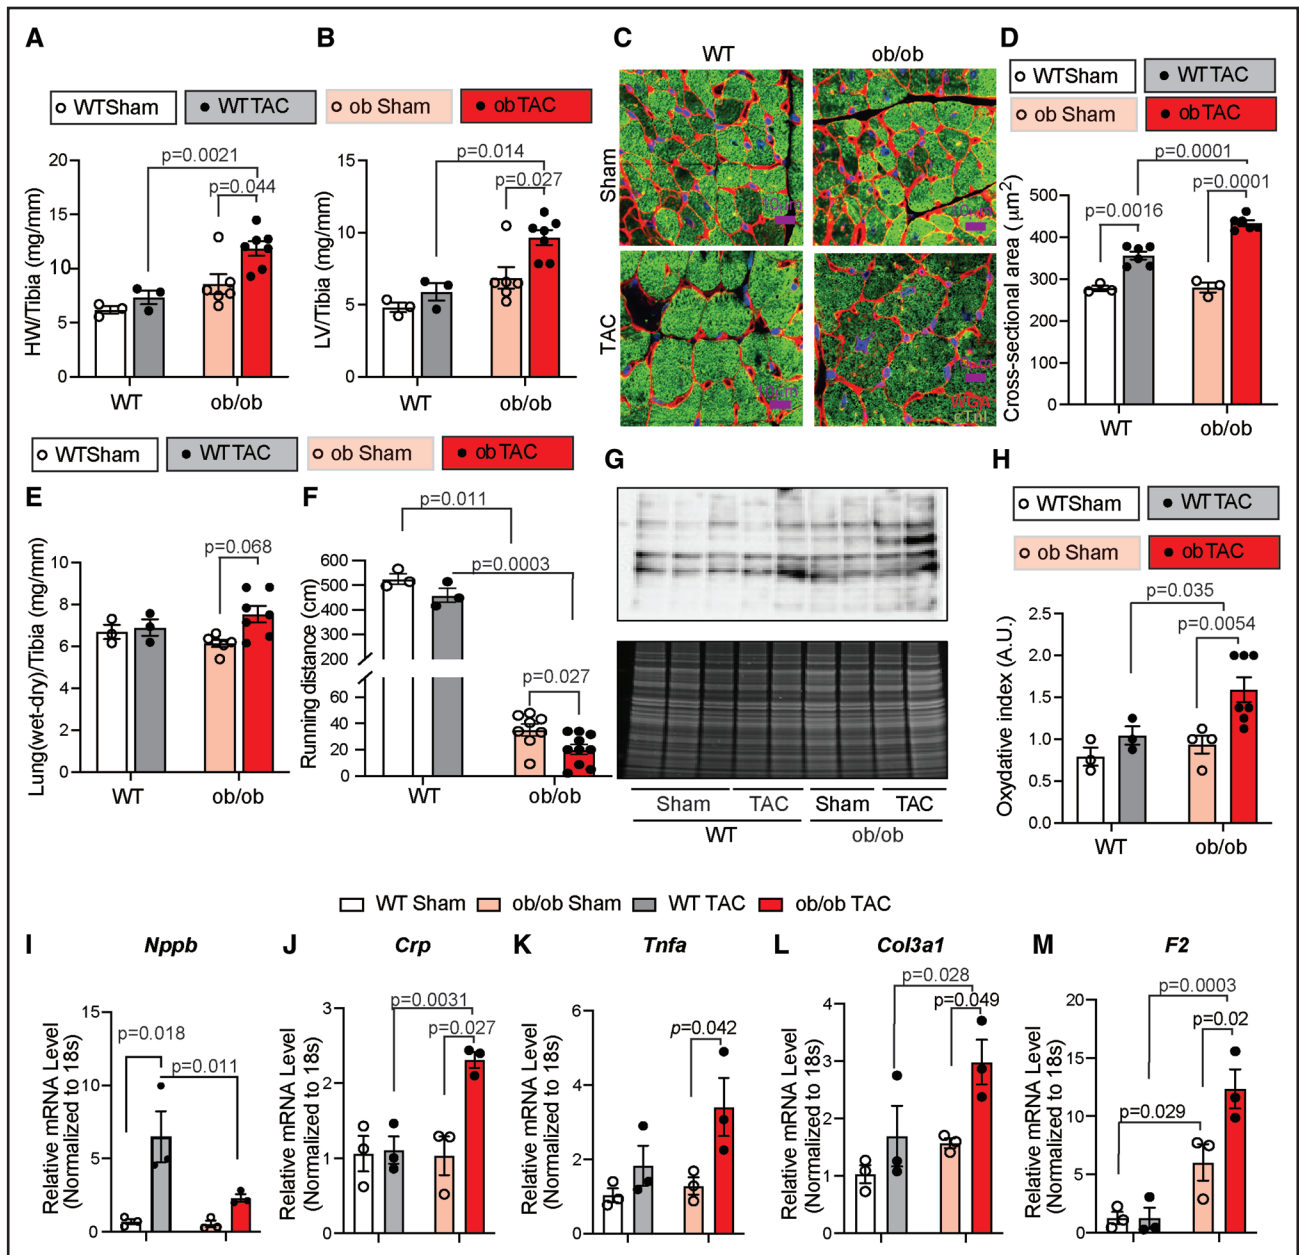 A
B
C
D
WT
ob/ob
WTSham
WT TAC
ob Sham
ob TAC
WTSham
WT TAC
ob Sham
ob TAC
HW/Tibia (mg/mm)
20
15
10
5
0
p=0.0021
p=0.044
WT
ob/ob
LV/Tibia (mg/mm)
15
10
5
0
p=0.014
p=0.027
WT
ob/ob
Sham
TAC
10µm
WGA
cTnI
Cross-sectional area (µm²)
500
400
300
200
100
0
p=0.0016
p=0.0001
p=0.0001
WT
ob/ob
WTSham
WT TAC
ob Sham
ob TAC
E
F
G
H
Lung(wet-dry)/Tibia (mg/mm)
10
8
6
4
2
0
p=0.068
WT
ob/ob
Running distance (cm)
600
500
400
300
200
60
40
20
0
p=0.011
p=0.0003
p=0.027
WT
ob/ob
Sham
TAC
Sham
TAC
WT
ob/ob
WTSham
WT TAC
ob Sham
ob TAC
Oxydative index (A.U.)
2.5
2.0
1.5
1.0
0.5
0.0
p=0.035
p=0.0054
WT
ob/ob
WT Sham
ob/ob Sham
WT TAC
ob/ob TAC
I
Nppb
Relative mRNA Level
(Normalized to 18s)
15
10
5
0
p=0.018
p=0.011
J
Crp
Relative mRNA Level
(Normalized to 18s)
3
2
1
0
p=0.0031
p=0.027
K
Tnfa
Relative mRNA Level
(Normalized to 18s)
6
4
2
0
p=0.042
L
Col3a1
Relative mRNA Level
(Normalized to 18s)
4
3
2
1
0
p=0.028
p=0.049
M
F2
Relative mRNA Level
(Normalized to 18s)
20
15
10
5
0
p=0.0003
p=0.02
p=0.029